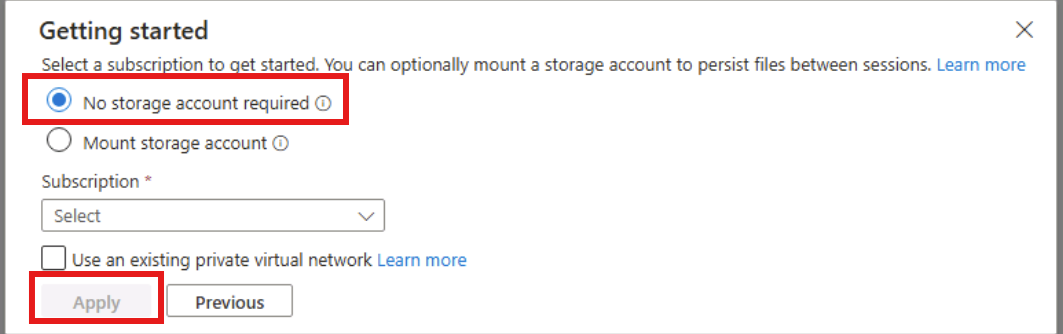 Getting started
Select a subscription to get started. You can optionally mount a storage account to persist files between sessions. Learn more
No storage account required
Mount storage account
Subscription *
Select
Use an existing private virtual network Learn more
Apply Previous